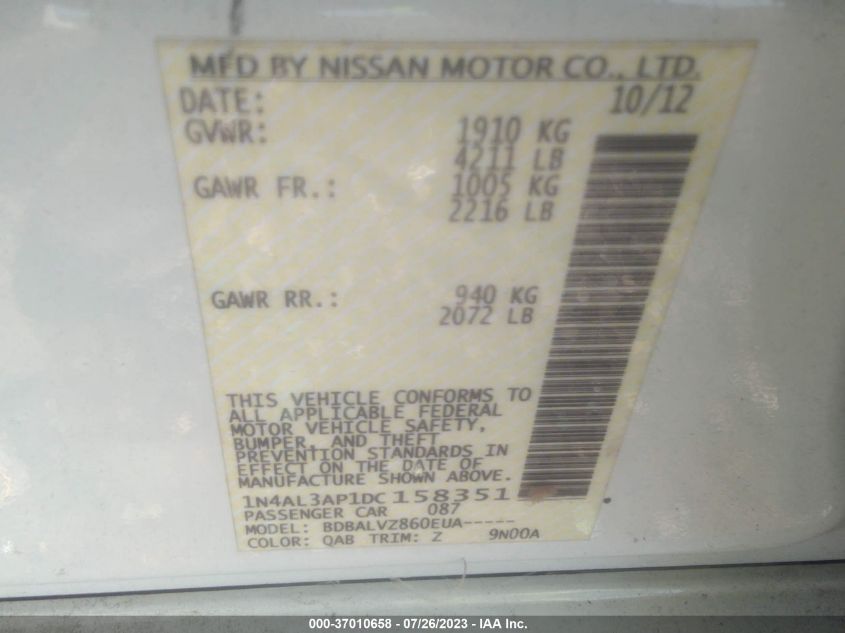 MFD BY NISSAN MOTOR CO., LTD.
DATE: 10/12
GVWR: 1910 KG
4211 LB
GAWR FR.: 1005 KG
2216 LB
GAWR RR.: 940 KG
2072 LB
THIS VEHICLE CONFORMS TO
ALL APPLICABLE FEDERAL
MOTOR VEHICLE SAFETY,
BUMPER, AND THEFT
PREVENTION STANDARDS IN
EFFECT ON THE DATE OF
MANUFACTURE SHOWN ABOVE.
1N4AL3AP1DC158351
PASSENGER CAR 087
MODEL: BDBALVZ860EUA-----
COLOR: QAB TRIM: Z 9N00A
000-37010658 - 07/26/2023 - IAA Inc.